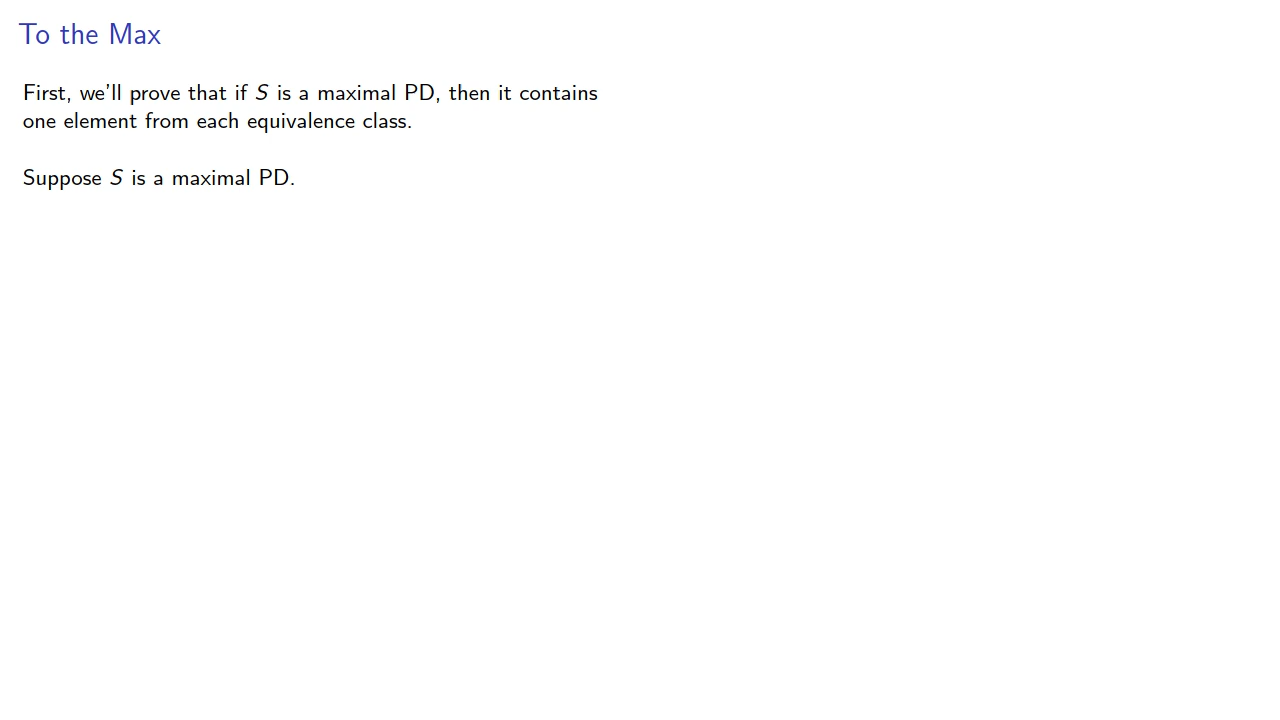 To the Max
First, we'll prove that if S is a maximal PD, then it contains
one element from each equivalence class.
Suppose S is a maximal PD.